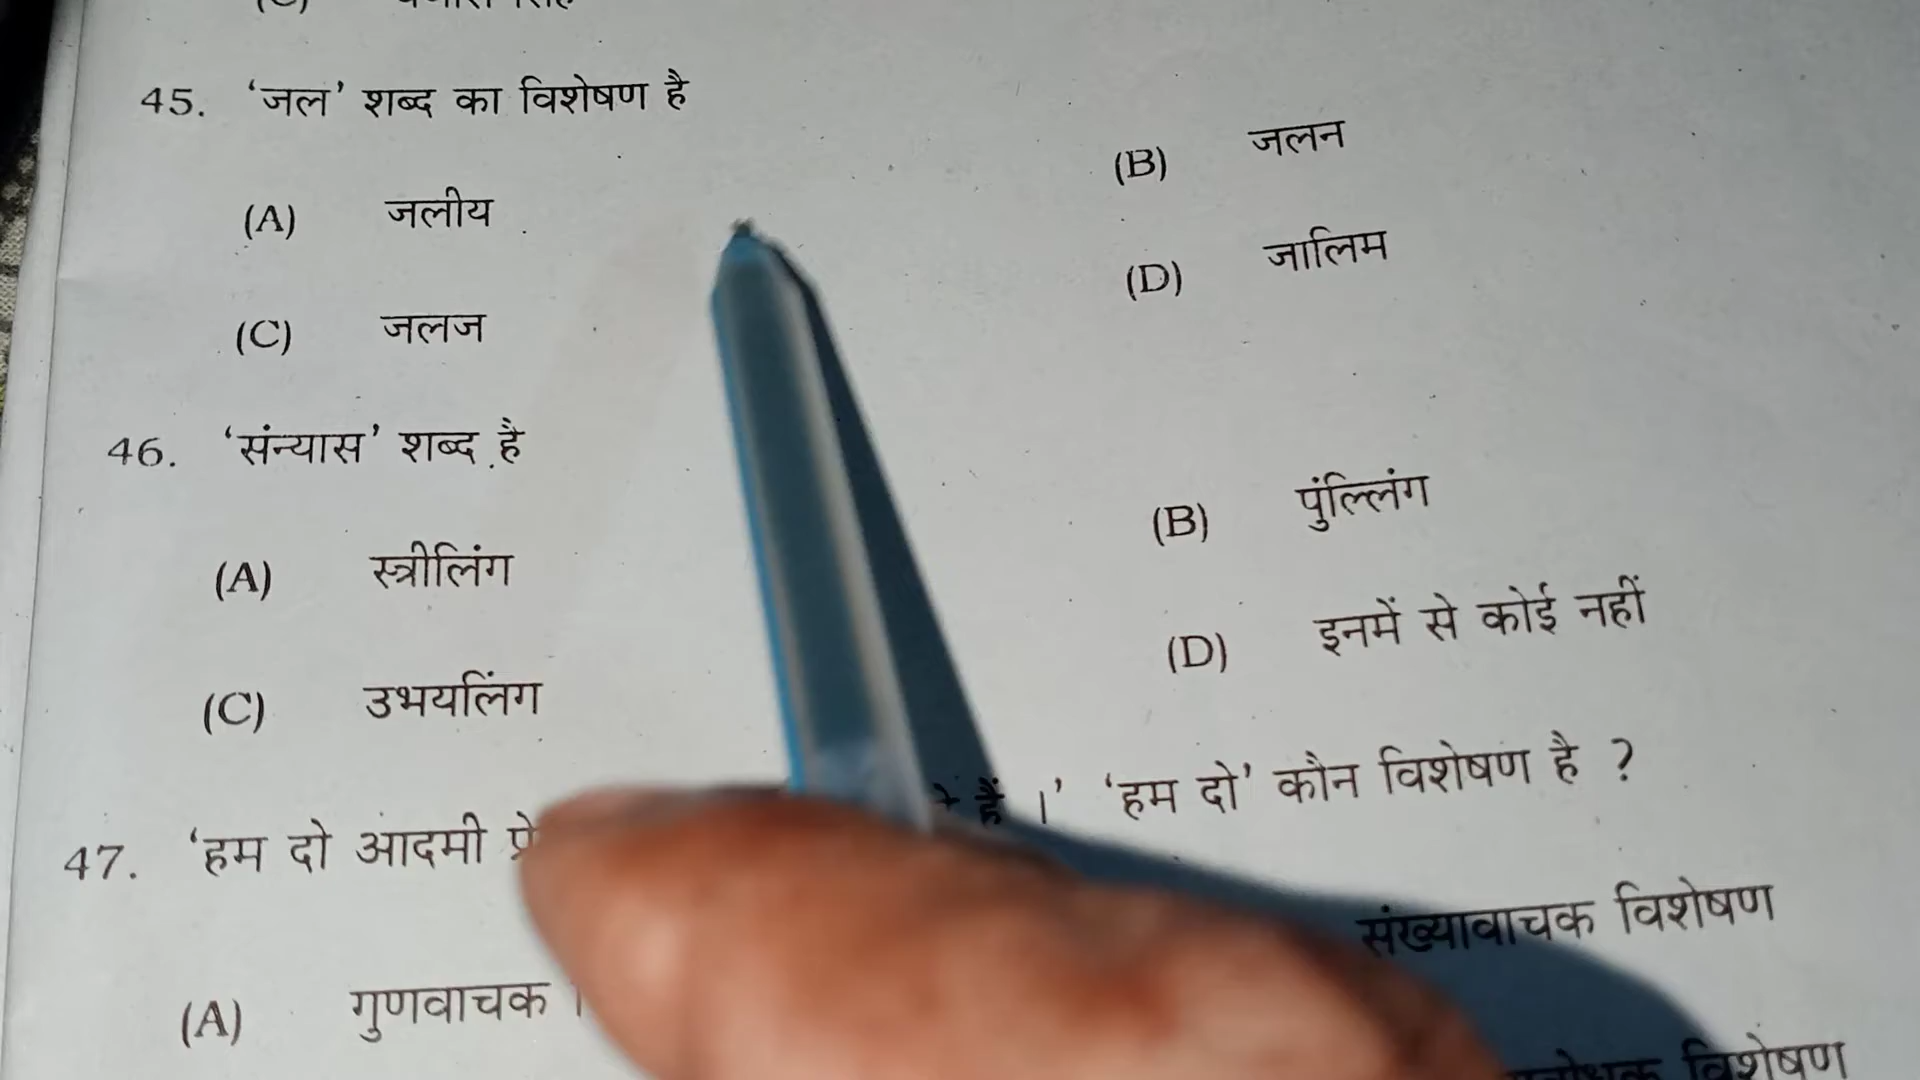 45. 'जल' शब्द का विशेषण है
(A) जलीय
(B) जलन
(C) जलज
(D) जालिम
46. 'संन्यास' शब्द है
(A) स्त्रीलिंग
(B) पुंल्लिंग
(C) उभयलिंग
(D) इनमें से कोई नहीं
47. 'हम दो आदमी हैं ।' 'हम दो' कौन विशेषण है ?
(A) गुणवाचक
संख्यावाचक विशेषण
विशेषण